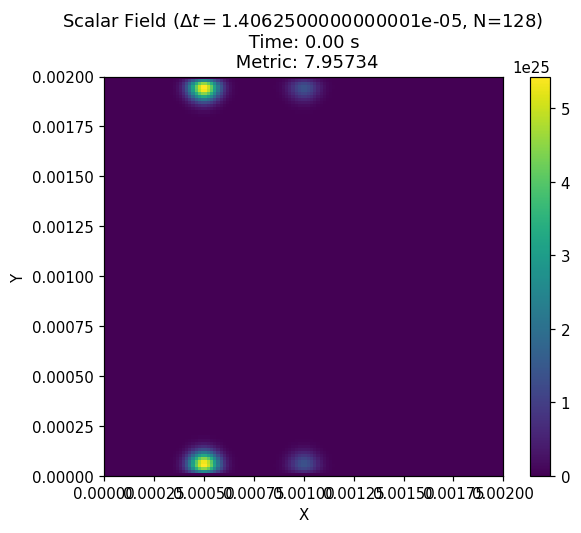 Scalar Field (Δt = 1.4062500000000001e-05, N=128)
Time: 0.00 s
Metric: 7.95734
1e25
0.00200
0.00175
0.00150
0.00125
0.00100
0.00075
0.00050
0.00025
0.00000
Y
5
4
3
2
1
0
0.00000 0.00025 0.00050 0.00075 0.00100 0.00125 0.00150 0.00175 0.00200
X